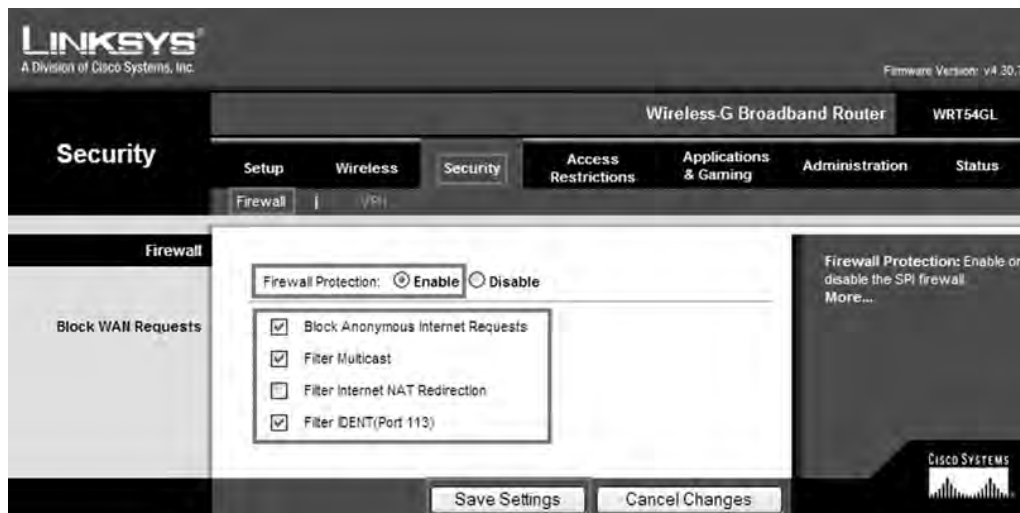 LINKSYS®
A Division of Cisco Systems, Inc.
Firmware Version: v4.30.7
Wireless-G Broadband Router WRT54GL
Security
Setup Wireless Security Access Restrictions Applications & Gaming Administration Status
Firewall | VPN
Firewall
Firewall Protection: Enable Disable
Block WAN Requests
Block Anonymous Internet Requests
Filter Multicast
Filter Internet NAT Redirection
Filter IDENT(Port 113)
Firewall Protection: Enable or
disable the SPI firewall
More...
CISCO SYSTEMS
Save Settings Cancel Changes